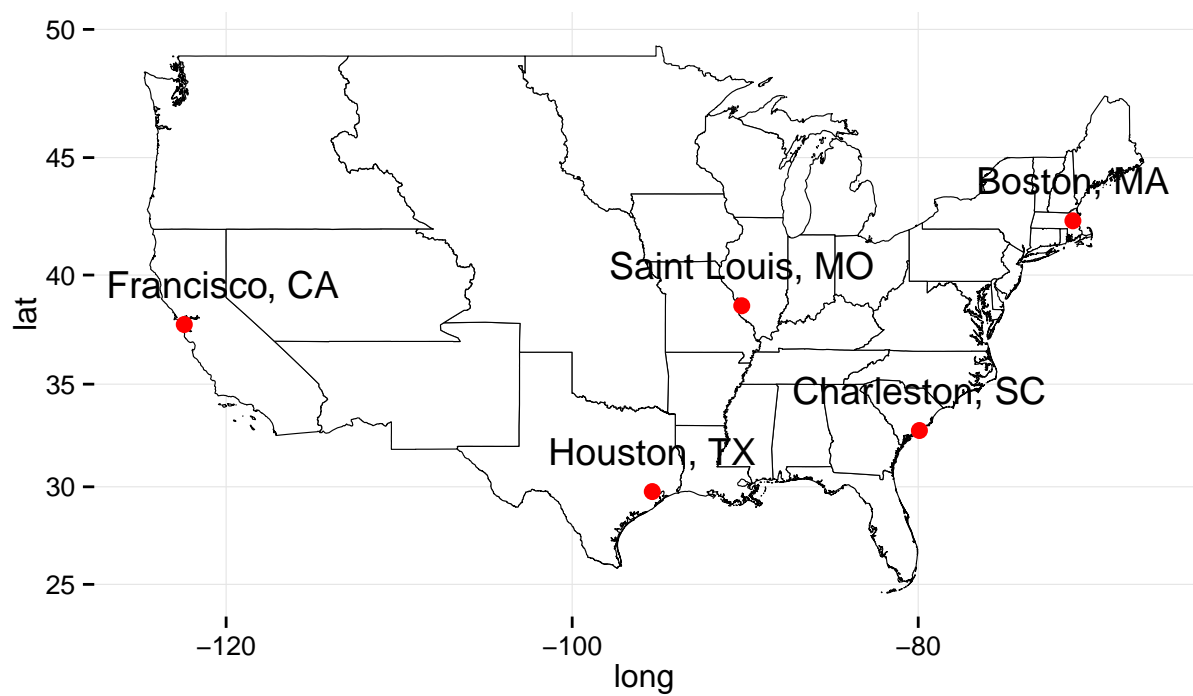 50
45
40
35
30
25
lat
Boston, MA
Saint Louis, MO
Francisco, CA
Charleston, SC
Houston, TX
−120
−100
−80
long